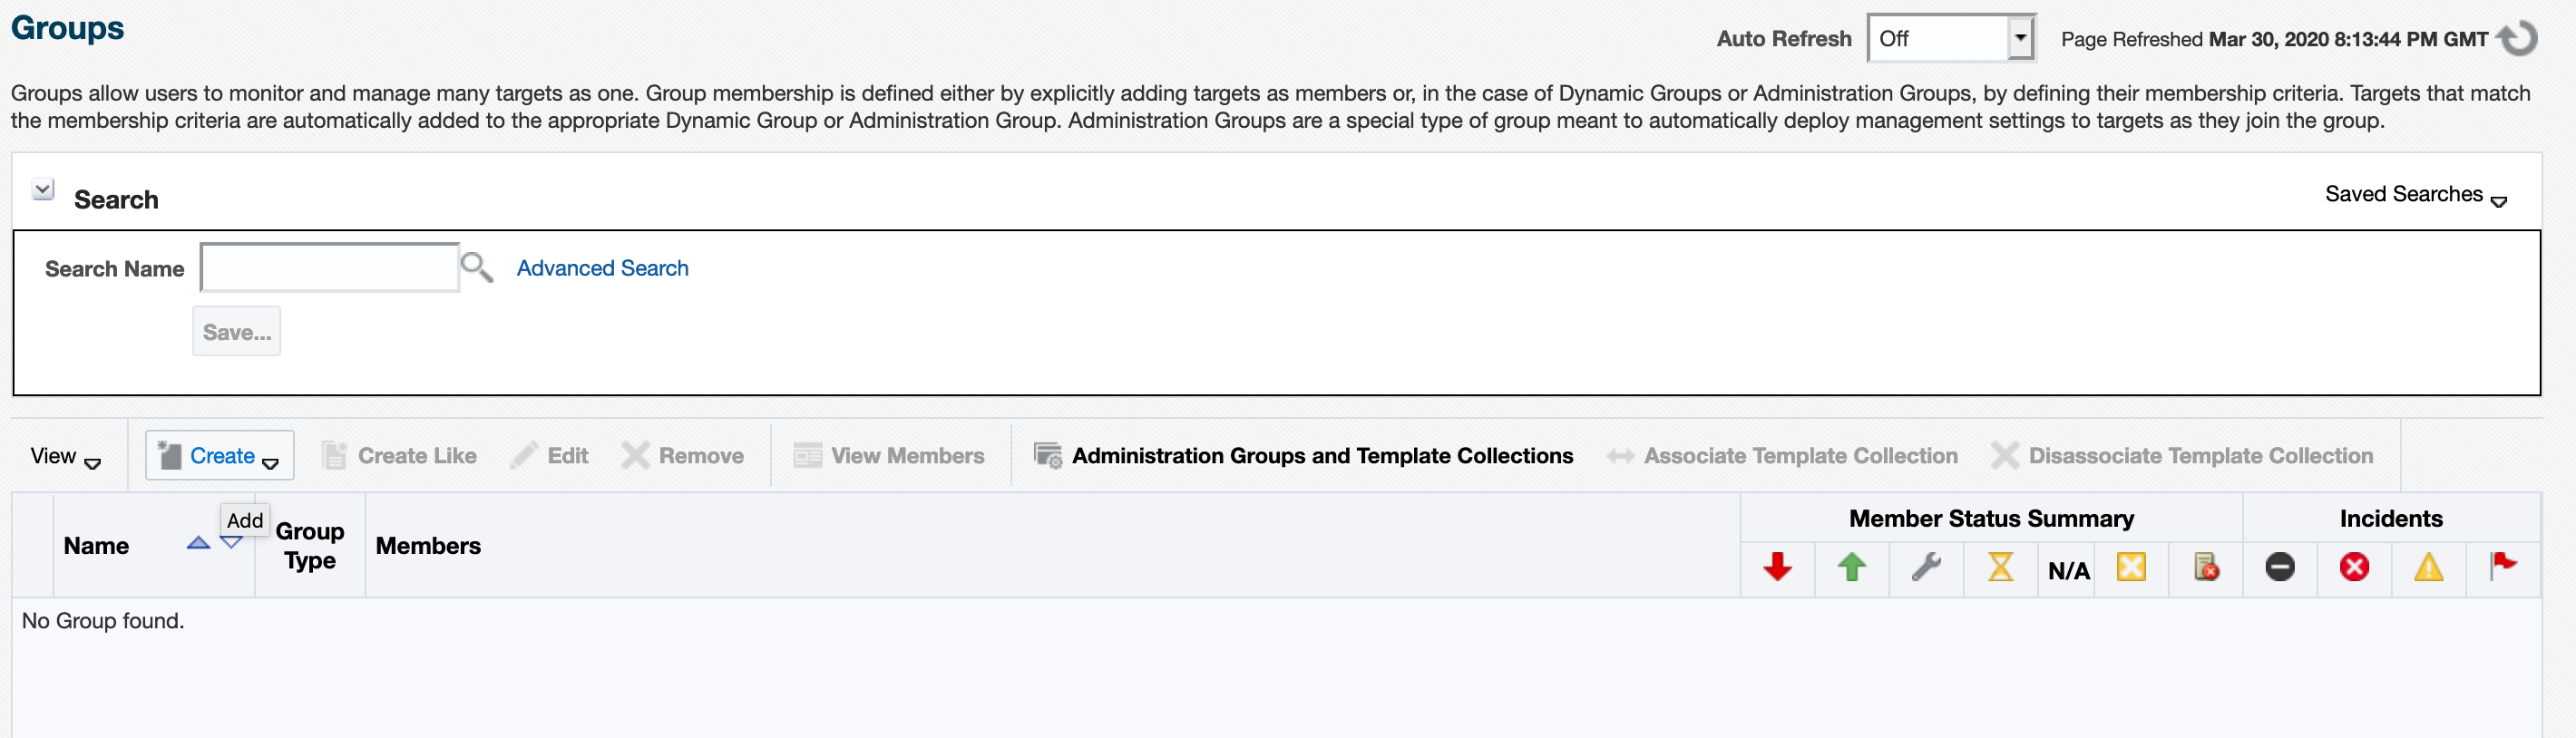 Groups
Auto Refresh Off Page Refreshed Mar 30, 2020 8:13:44 PM GMT
Groups allow users to monitor and manage many targets as one. Group membership is defined either by explicitly adding targets as members or, in the case of Dynamic Groups or Administration Groups, by defining their membership criteria. Targets that match
the membership criteria are automatically added to the appropriate Dynamic Group or Administration Group. Administration Groups are a special type of group meant to automatically deploy management settings to targets as they join the group.
Search
Saved Searches
Search Name Advanced Search
Save...
View Create Create Like Edit Remove View Members Administration Groups and Template Collections Associate Template Collection Disassociate Template Collection
Add
Name
Group
Type
Members
Member Status Summary
Incidents
N/A
No Group found.